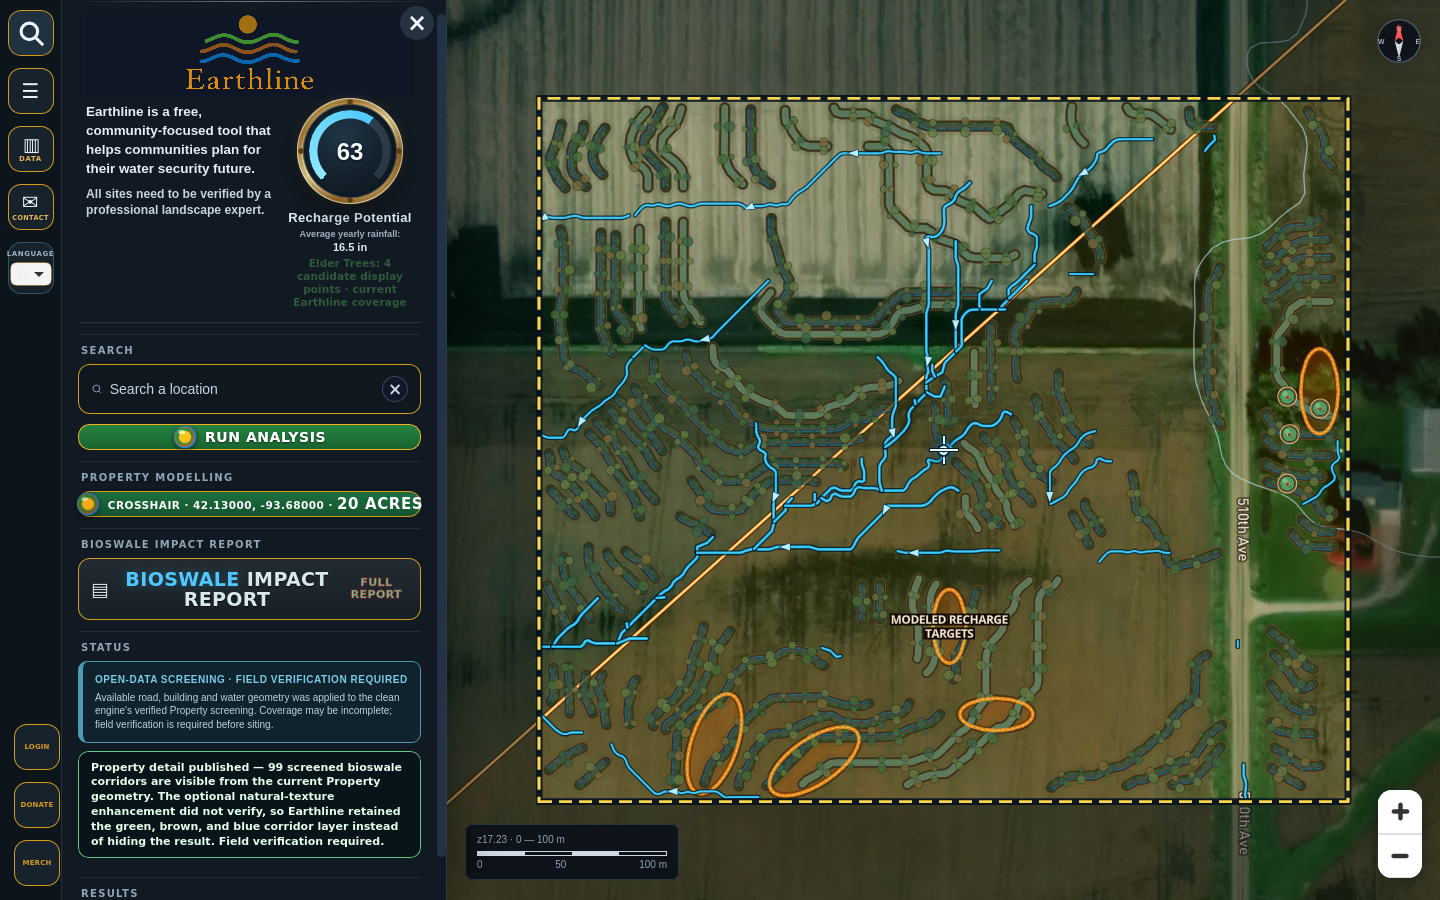 Earthline
Earthline is a free,
community-focused tool that
helps communities plan for
their water security future.
All sites need to be verified by a
professional landscape expert.
63
Recharge Potential
Average yearly rainfall:
16.5 in
Elder Trees: 4
candidate display
points · current
Earthline coverage
DATA
CONTACT
LANGUAGE
SEARCH
Search a location
RUN ANALYSIS
PROPERTY MODELLING
CROSSHAIR · 42.13000, -93.68000 · 20 ACRES
BIOSWALE IMPACT REPORT
BIOSWALE IMPACT
REPORT
FULL
REPORT
STATUS
OPEN-DATA SCREENING · FIELD VERIFICATION REQUIRED
Available road, building and water geometry was applied to the clean
engine's verified Property screening. Coverage may be incomplete;
field verification is required before siting.
Property detail published — 99 screened bioswale
corridors are visible from the current Property
geometry. The optional natural-texture
enhancement did not verify, so Earthline retained
the green, brown, and blue corridor layer instead
of hiding the result. Field verification required.
RESULTS
LOGIN
DONATE
MERCH
N
W
E
S
510th Ave
MODELED RECHARGE
TARGETS
0th Ave
z17.23 · 0 — 100 m
0
50
100 m